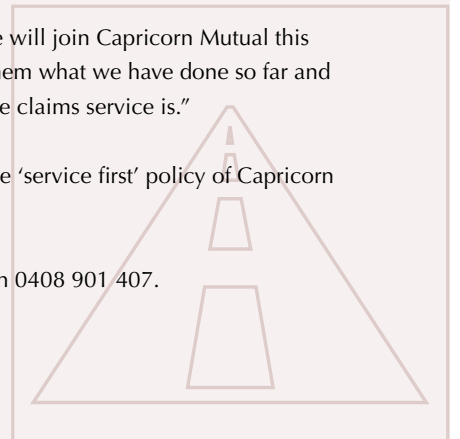 e will join Capricorn Mutual this
em what we have done so far and
e claims service is.”
e ‘service first’ policy of Capricorn
n 0408 901 407.